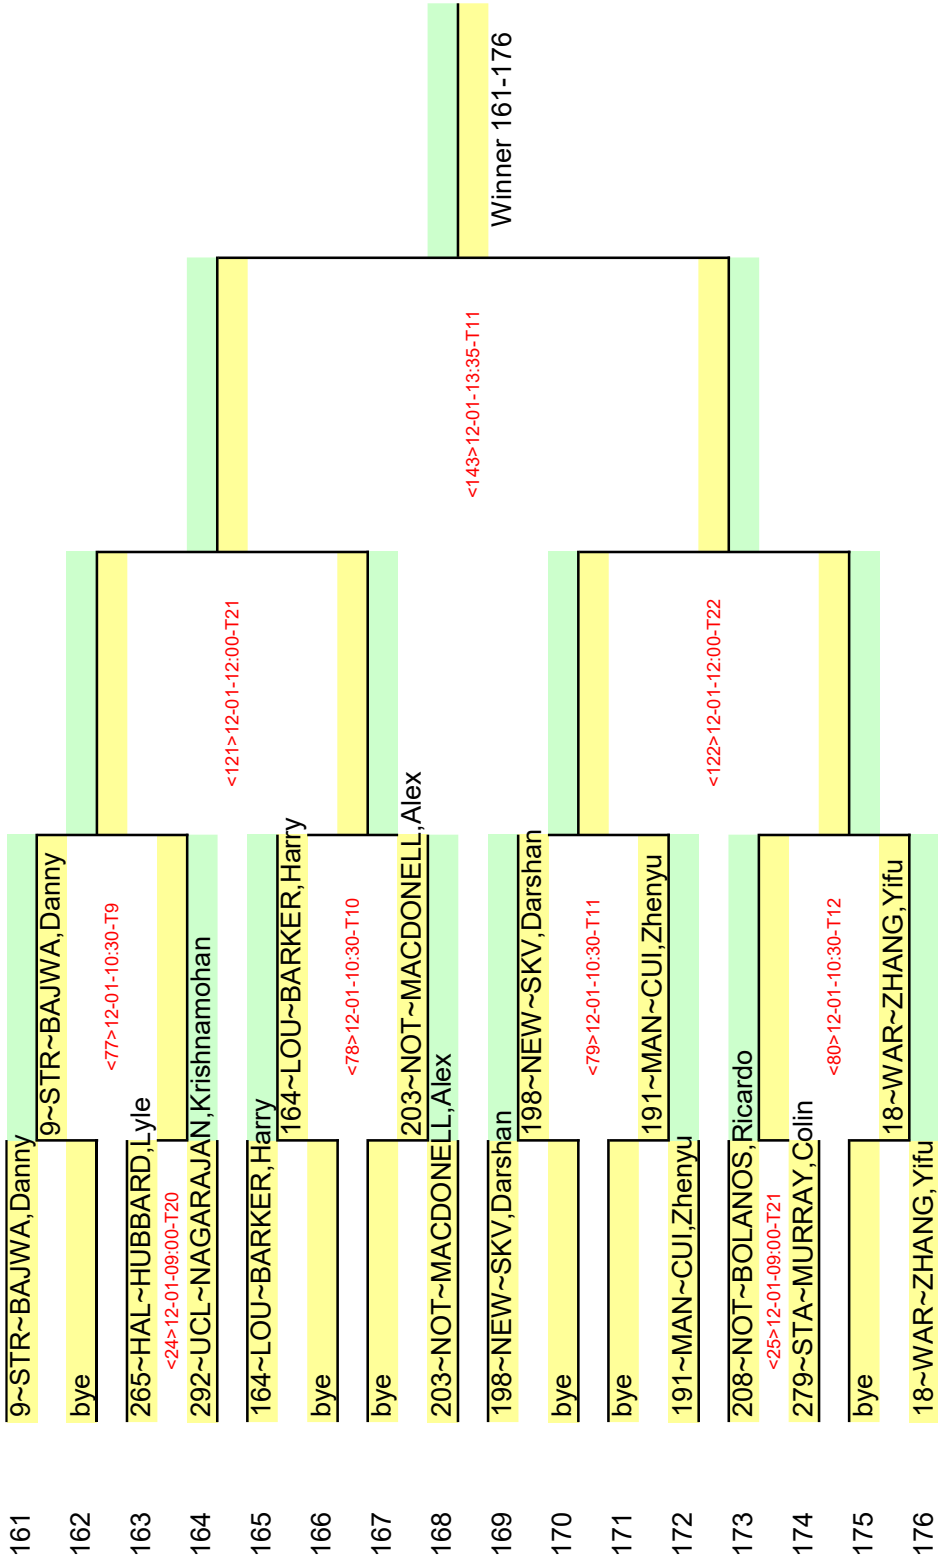 161
9~STR~BAJWA,Danny
9~STR~BAJWA,Danny
162
bye
<77>12-01-10:30-T9
163
265~HAL~HUBBARD,Lyle
<24>12-01-09:00-T20
164
292~UCL~NAGARAJAN,Krishnamohan
<121>12-01-12:00-T21
165
164~LOU~BARKER,Harry
164~LOU~BARKER,Harry
166
bye
<78>12-01-10:30-T10
167
bye
203~NOT~MACDONELL,Alex
168
203~NOT~MACDONELL,Alex
<143>12-01-13:35-T11
Winner 161-176
169
198~NEW~SKV,Darshan
198~NEW~SKV,Darshan
170
bye
<79>12-01-10:30-T11
171
bye
191~MAN~CUI,Zhenyu
172
191~MAN~CUI,Zhenyu
<122>12-01-12:00-T22
173
208~NOT~BOLANOS,Ricardo
<25>12-01-09:00-T21
174
279~STA~MURRAY,Colin
<80>12-01-10:30-T12
175
bye
18~WAR~ZHANG,Yifu
176
18~WAR~ZHANG,Yifu